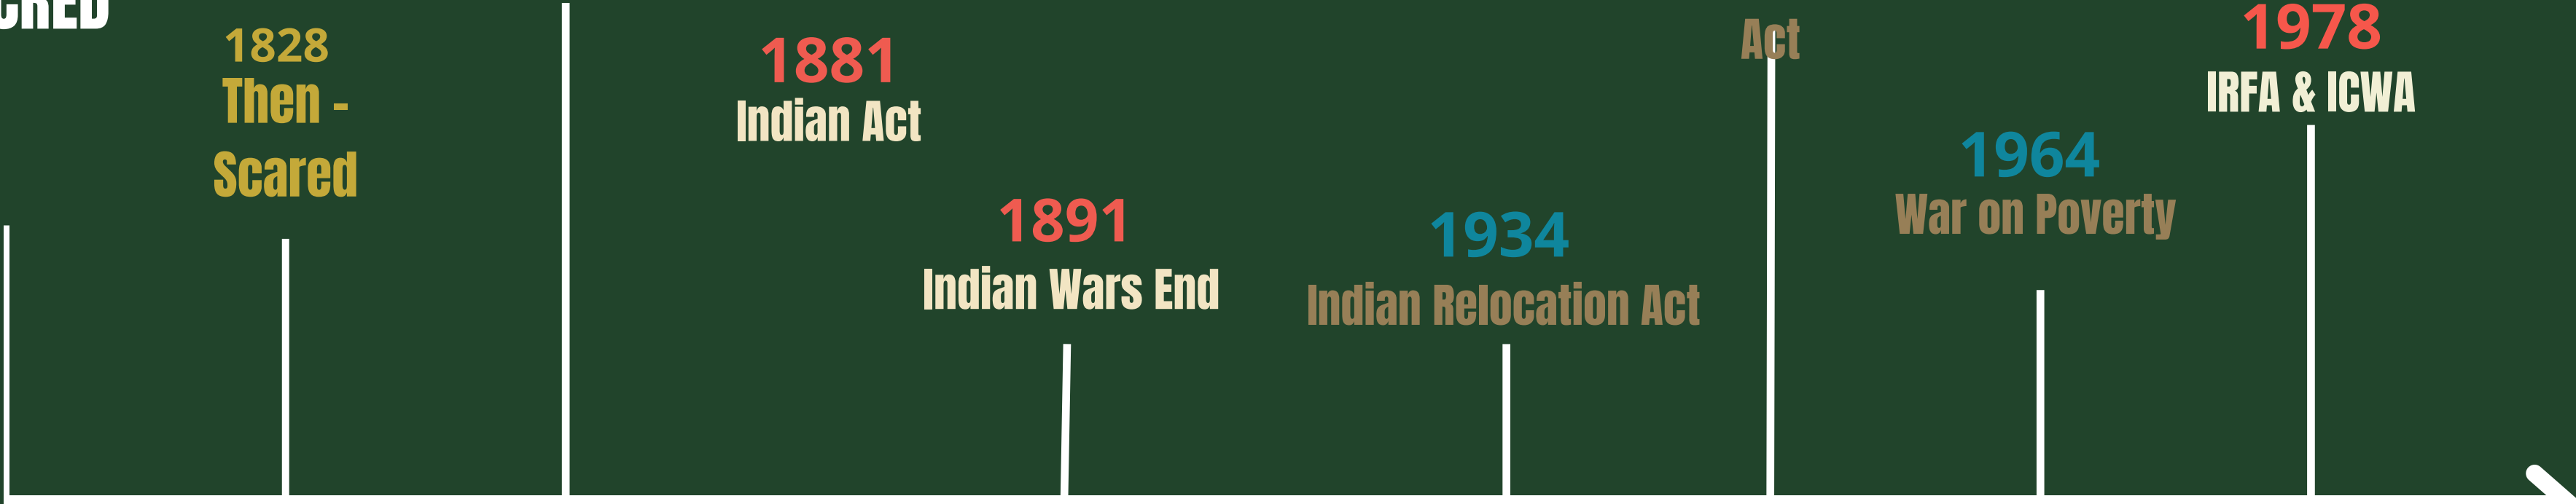 1828
Then -
Scared
1881
Indian Act
1891
Indian Wars End
1934
Indian Relocation Act
Act
1964
War on Poverty
1978
IRFA & ICWA